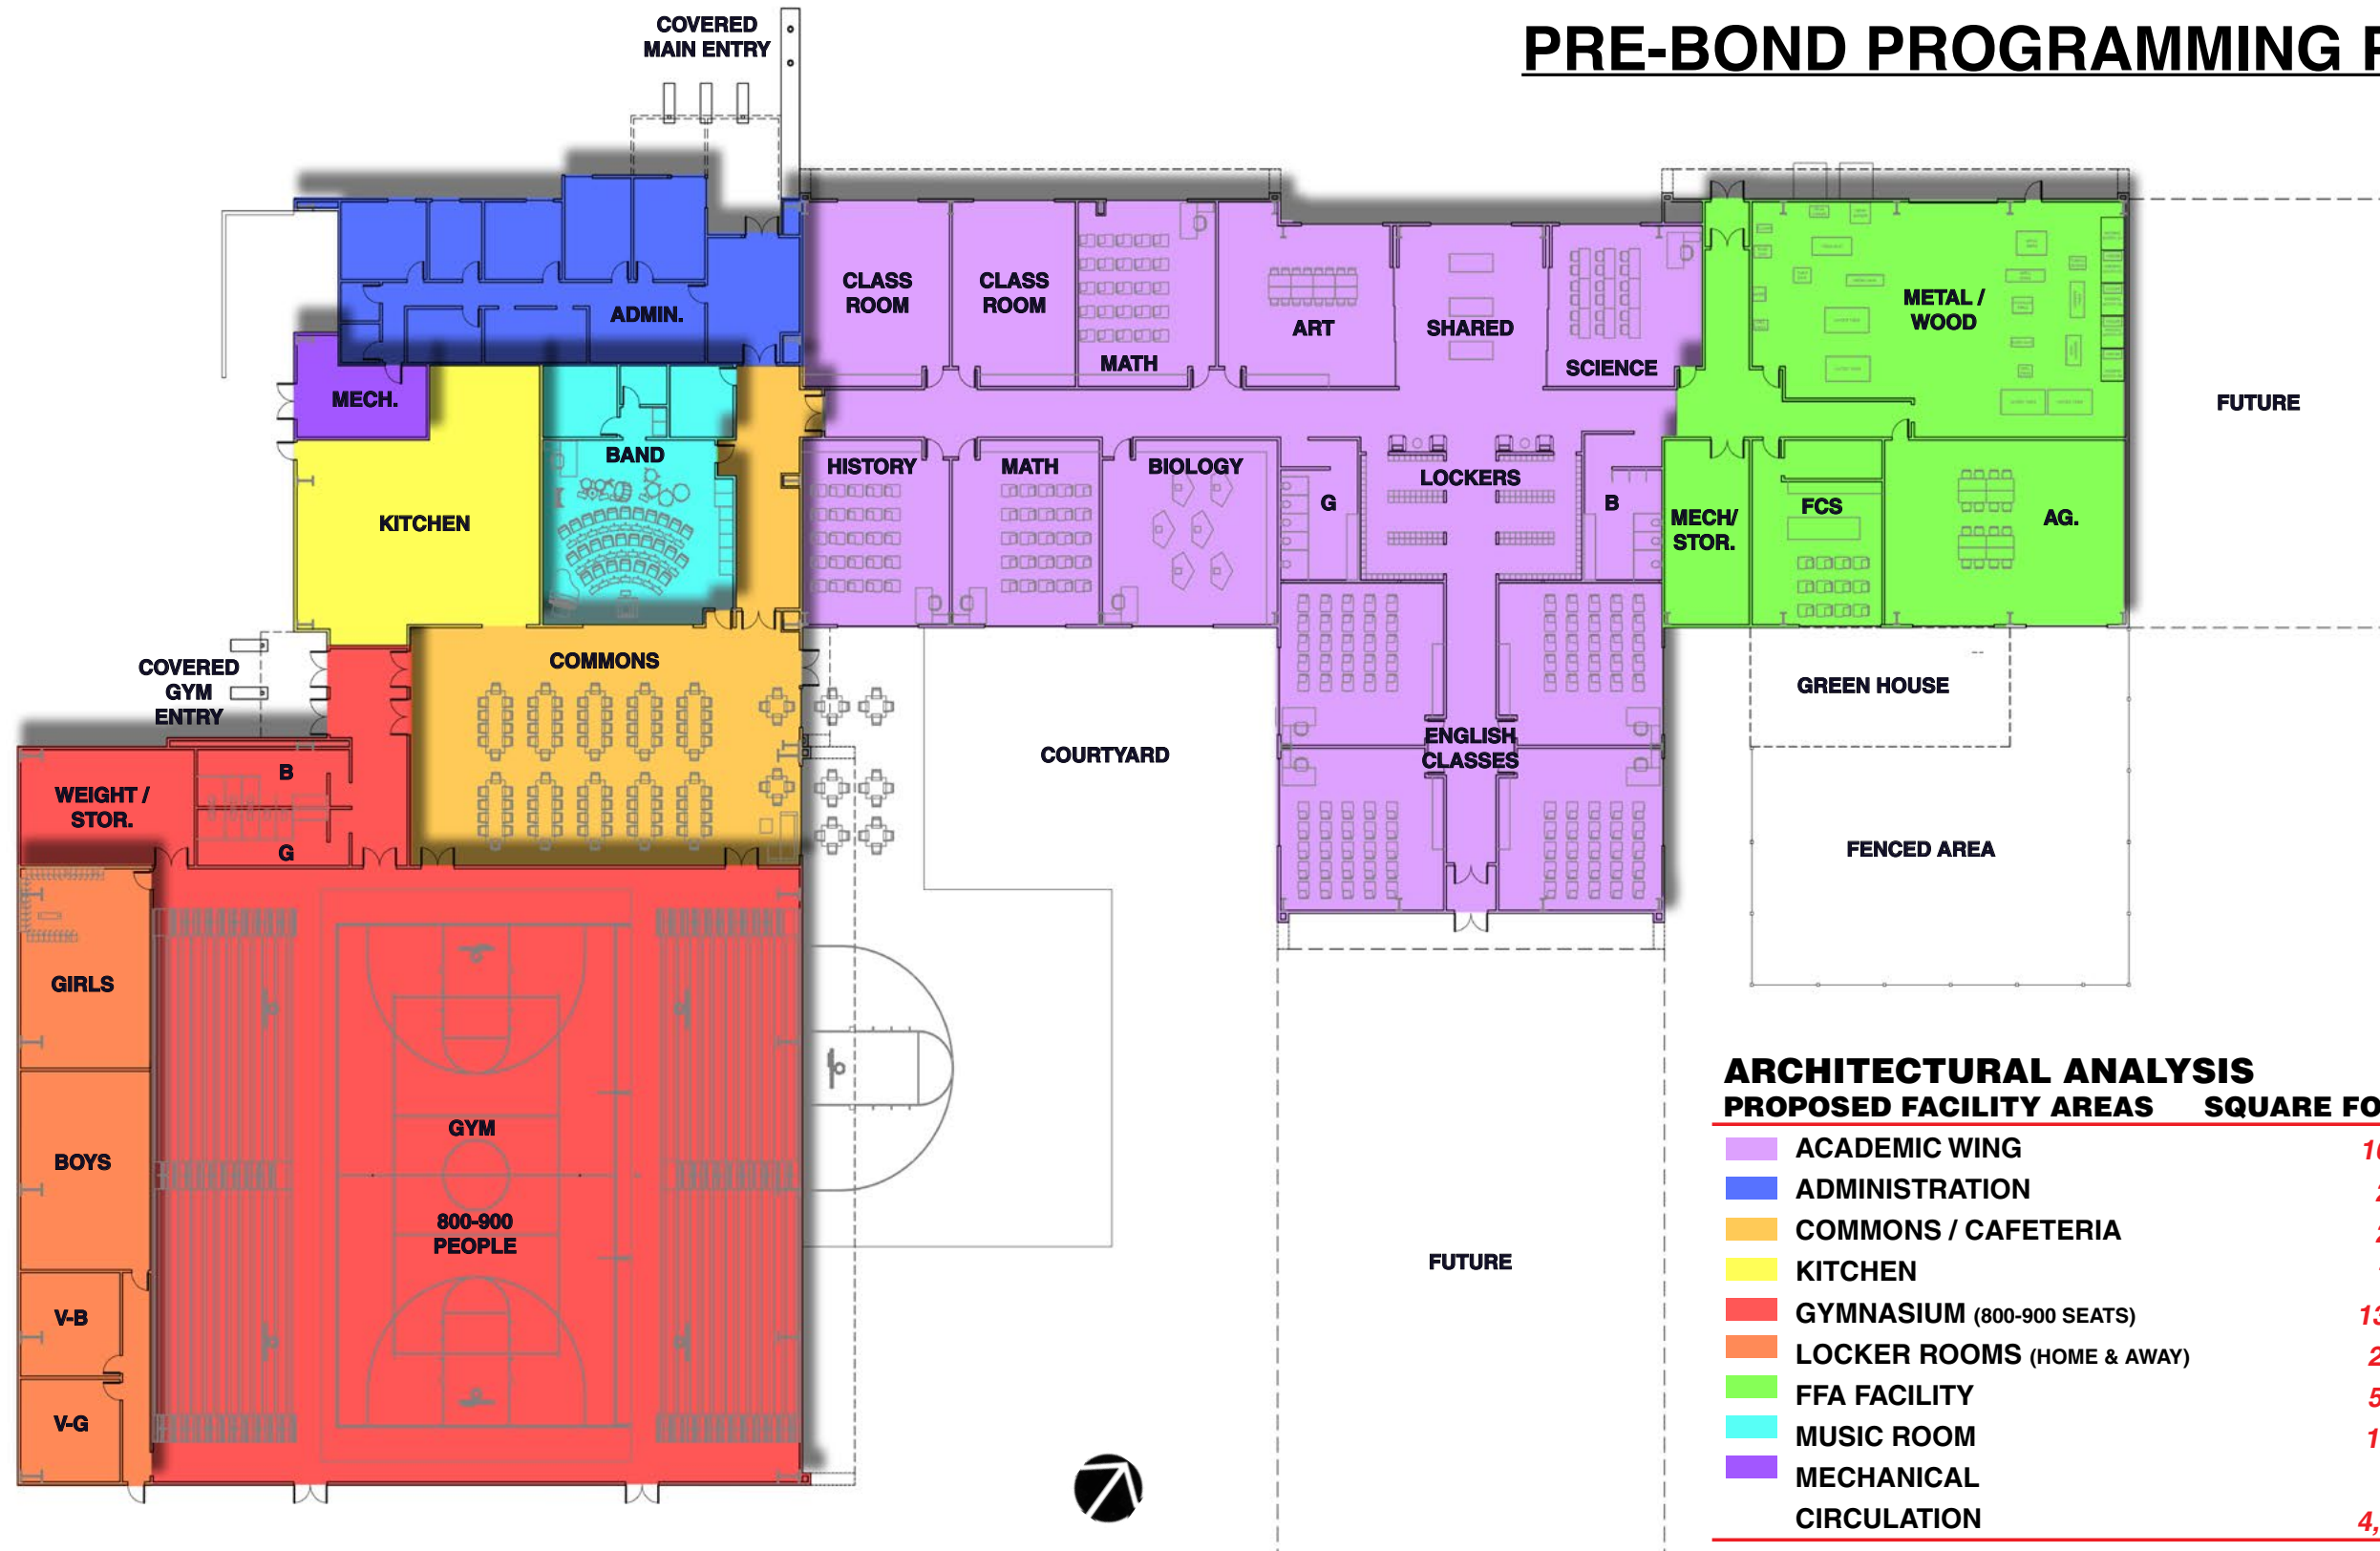 COVERED
MAIN ENTRY
PRE-BOND PROGRAMMING
ADMIN.
CLASS
ROOM
CLASS
ROOM
MATH
ART
SHARED
SCIENCE
METAL /
WOOD
FUTURE
MECH.
KITCHEN
BAND
HISTORY
MATH
BIOLOGY
G
LOCKERS
B
MECH/
STOR.
FCS
AG.
COVERED
GYM
ENTRY
COMMONS
COURTYARD
ENGLISH
CLASSES
GREEN HOUSE
FENCED AREA
WEIGHT /
STOR.
B
G
GIRLS
BOYS
V-B
V-G
GYM
800-900
PEOPLE
FUTURE
ARCHITECTURAL ANALYSIS
PROPOSED FACILITY AREAS SQUARE
ACADEMIC WING
ADMINISTRATION
COMMONS / CAFETERIA
KITCHEN
GYMNASIUM (800-900 SEATS)
LOCKER ROOMS (HOME & AWAY)
FFA FACILITY
MUSIC ROOM
MECHANICAL
CIRCULATION